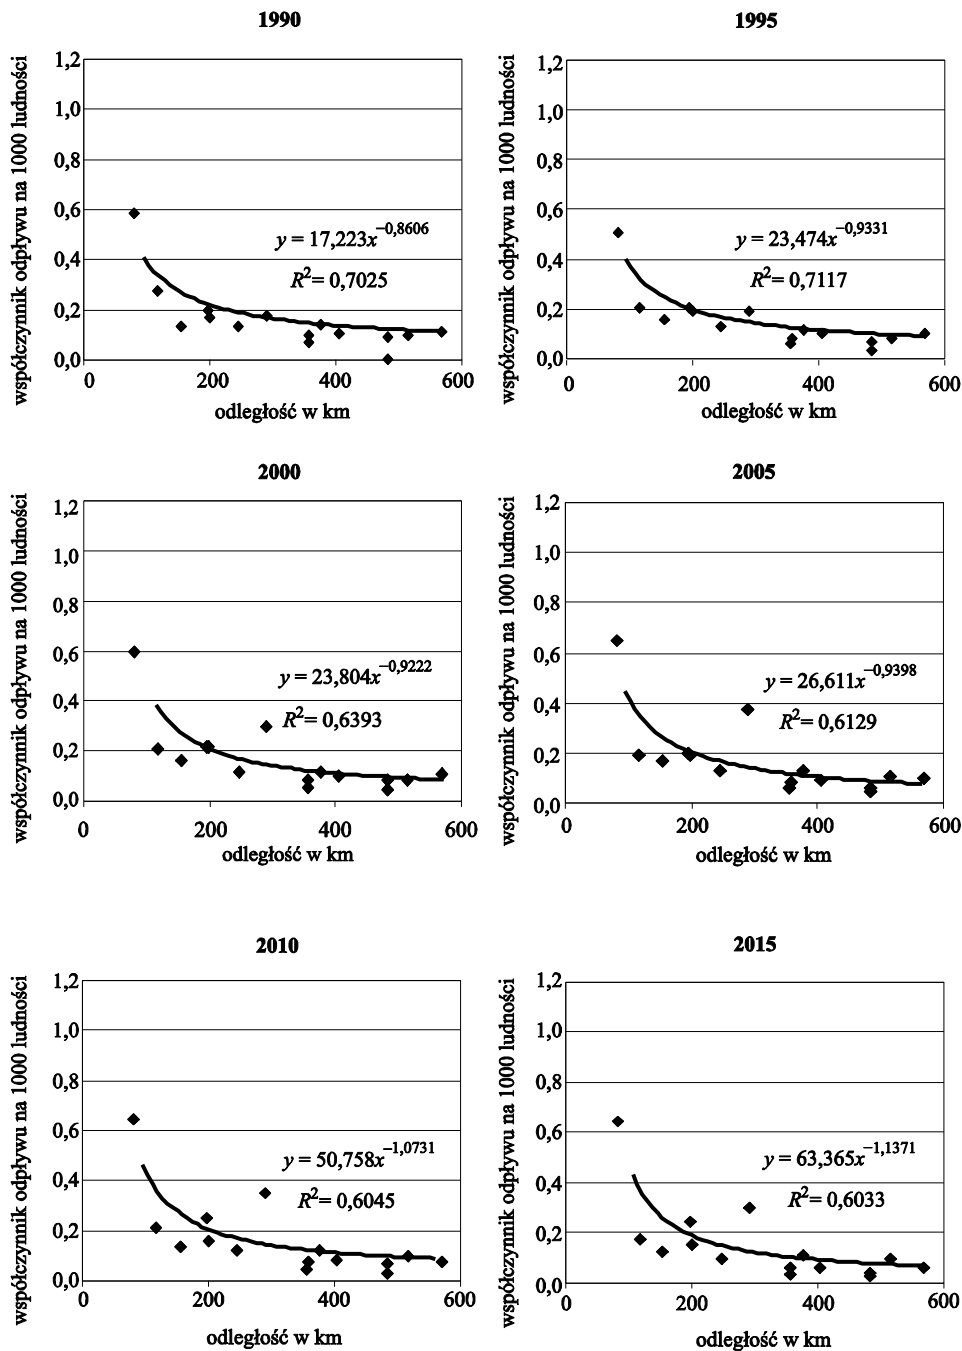 1990
współczynnik odpływu na 1000 ludności
1,2
1,0
0,8
0,6
0,4
0,2
0,0
y = 17,223x^−0,8606
R² = 0,7025
0 200 400 600
odległość w km
1995
współczynnik odpływu na 1000 ludności
1,2
1,0
0,8
0,6
0,4
0,2
0,0
y = 23,474x^−0,9331
R² = 0,7117
0 200 400 600
odległość w km
2000
współczynnik odpływu na 1000 ludności
1,2
1,0
0,8
0,6
0,4
0,2
0,0
y = 23,804x^−0,9222
R² = 0,6393
0 200 400 600
odległość w km
2005
współczynnik odpływu na 1000 ludności
1,2
1,0
0,8
0,6
0,4
0,2
0,0
y = 26,611x^−0,9398
R² = 0,6129
0 200 400 600
odległość w km
2010
współczynnik odpływu na 1000 ludności
1,2
1,0
0,8
0,6
0,4
0,2
0,0
y = 50,758x^−1,0731
R² = 0,6045
0 200 400 600
odległość w km
2015
współczynnik odpływu na 1000 ludności
1,2
1,0
0,8
0,6
0,4
0,2
0,0
y = 63,365x^−1,1371
R² = 0,6033
0 200 400 600
odległość w km